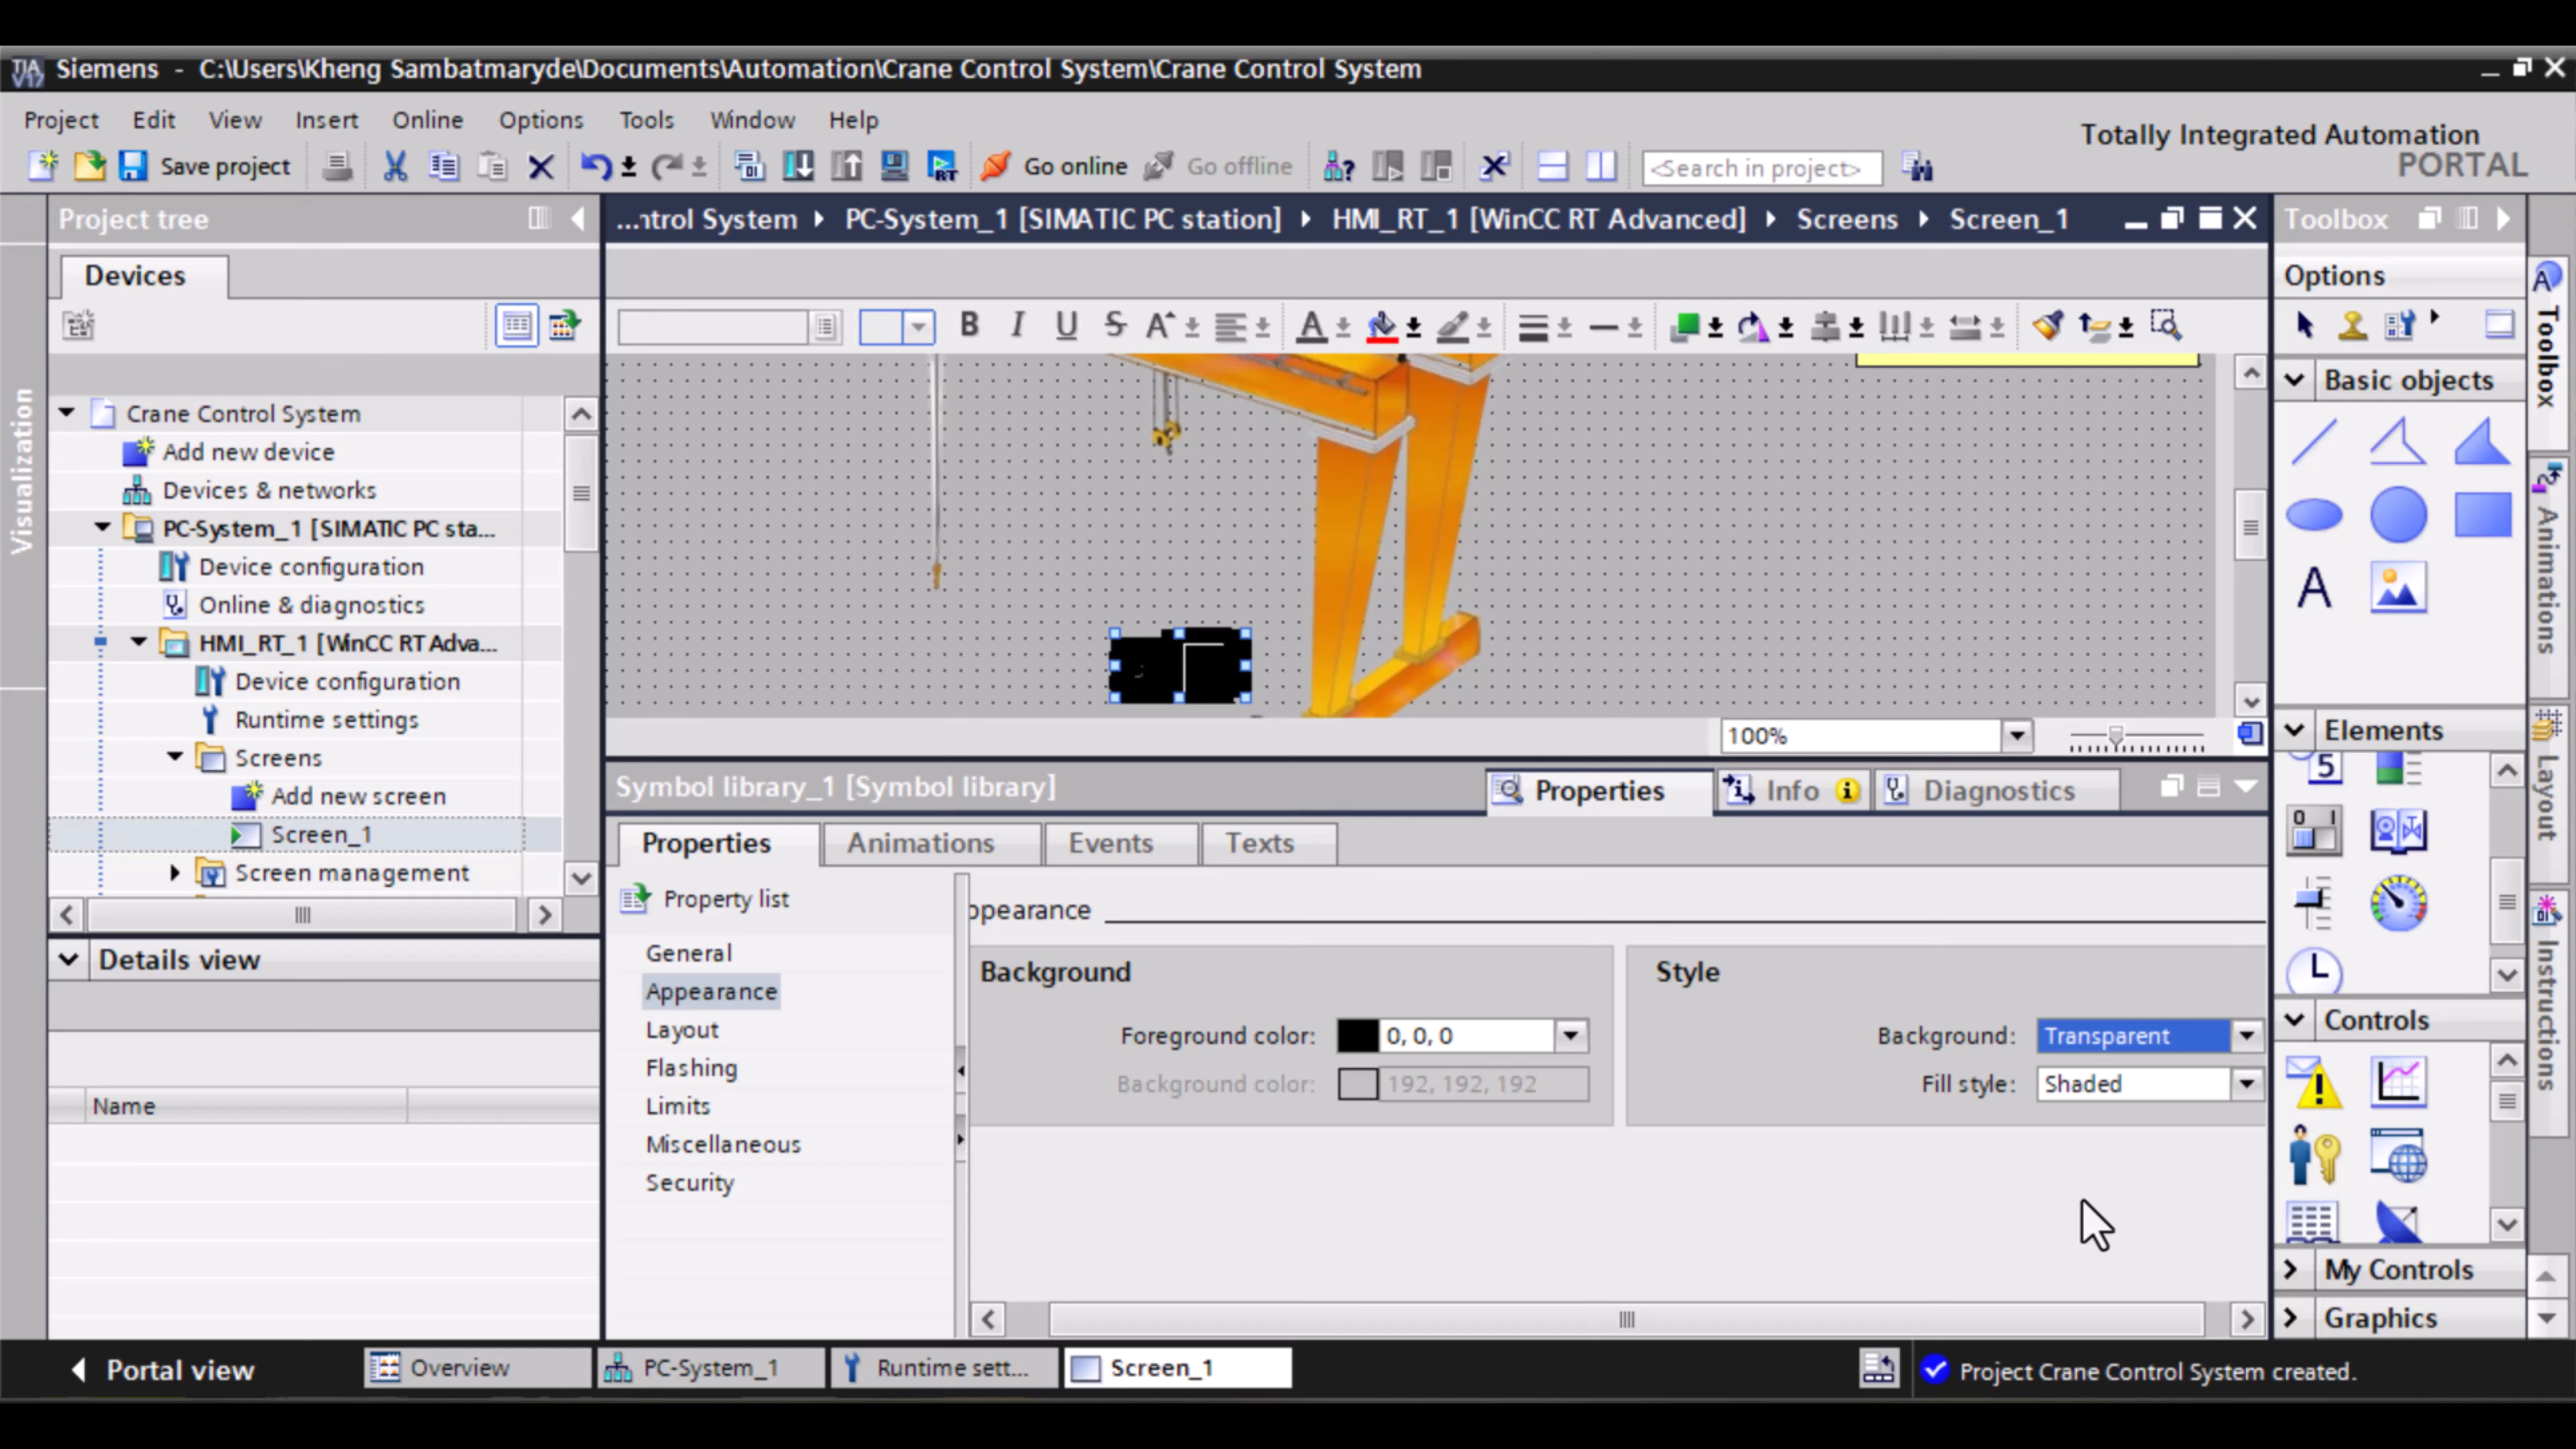 TIA V17 Siemens - C:\Users\Kheng Sambatmaryde\Documents\Automation\Crane Control System\Crane Control System
Project Edit View Insert Online Options Tools Window Help
Totally Integrated Automation
PORTAL
Save project
Go online
Go offline
<Search in project>
Project tree
...ntrol System
PC-System_1 [SIMATIC PC station]
HMI_RT_1 [WinCC RT Advanced]
Screens
Screen_1
Toolbox
Devices
Options
B I U S A
A
Visualization
Crane Control System
Add new device
Devices & networks
PC-System_1 [SIMATIC PC sta...
Device configuration
Online & diagnostics
HMI_RT_1 [WinCC RT Adva...
Device configuration
Runtime settings
Screens
Add new screen
Screen_1
Screen management
Details view
Name
100%
Symbol library_1 [Symbol library]
Properties
Info
Diagnostics
Properties
Animations
Events
Texts
Property list
General
Appearance
Layout
Flashing
Limits
Miscellaneous
Security
ppearance
Background
Foreground color:
0, 0, 0
Background color:
192, 192, 192
Style
Background:
Transparent
Fill style:
Shaded
Basic objects
A
Elements
5
0 I
Controls
My Controls
Graphics
Toolbox
Animations
Layout
Instructions
Portal view
Overview
PC-System_1
Runtime sett...
Screen_1
Project Crane Control System created.